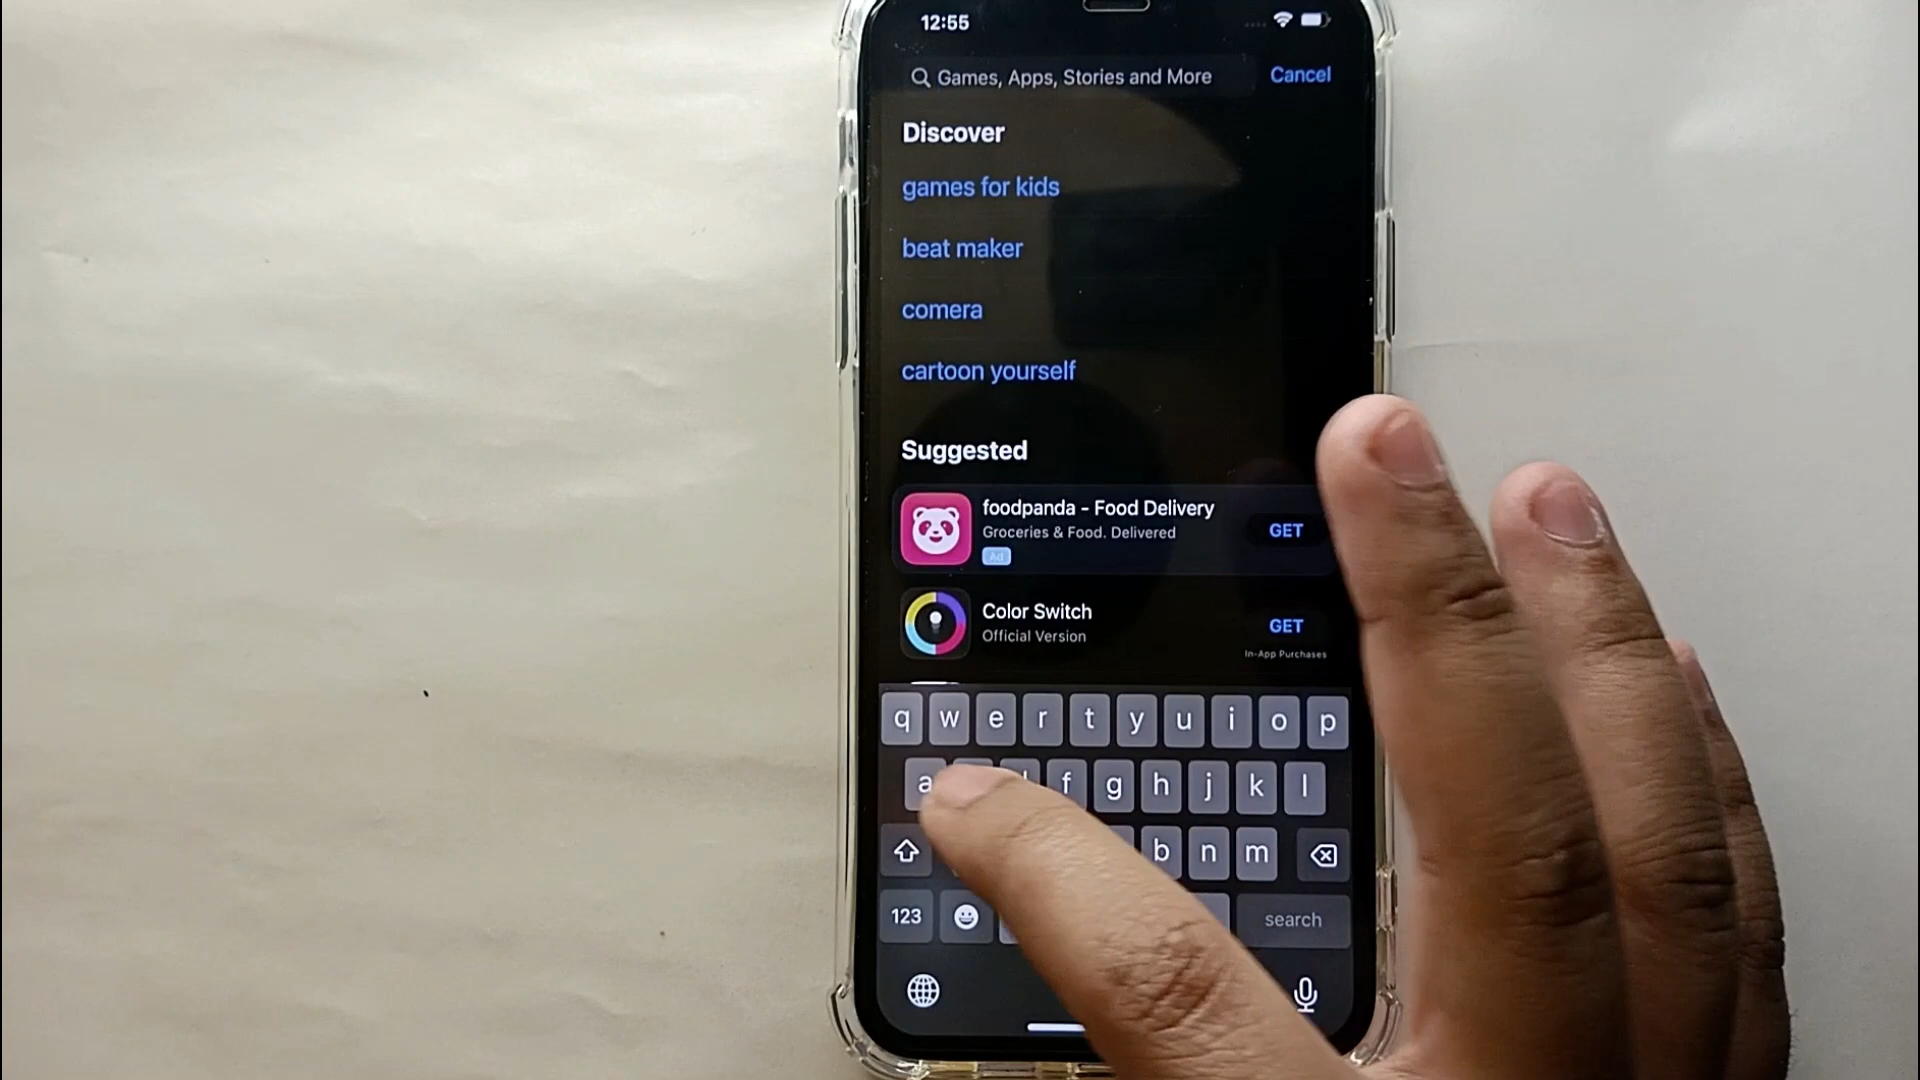 12:55
Games, Apps, Stories and More Cancel
Discover
games for kids
beat maker
comera
cartoon yourself
Suggested
foodpanda - Food Delivery
Groceries & Food. Delivered
GET
Ad
Color Switch
Official Version
GET
In-App Purchases
q w e r t y u i o p
a f g h j k l
b n m
123 search